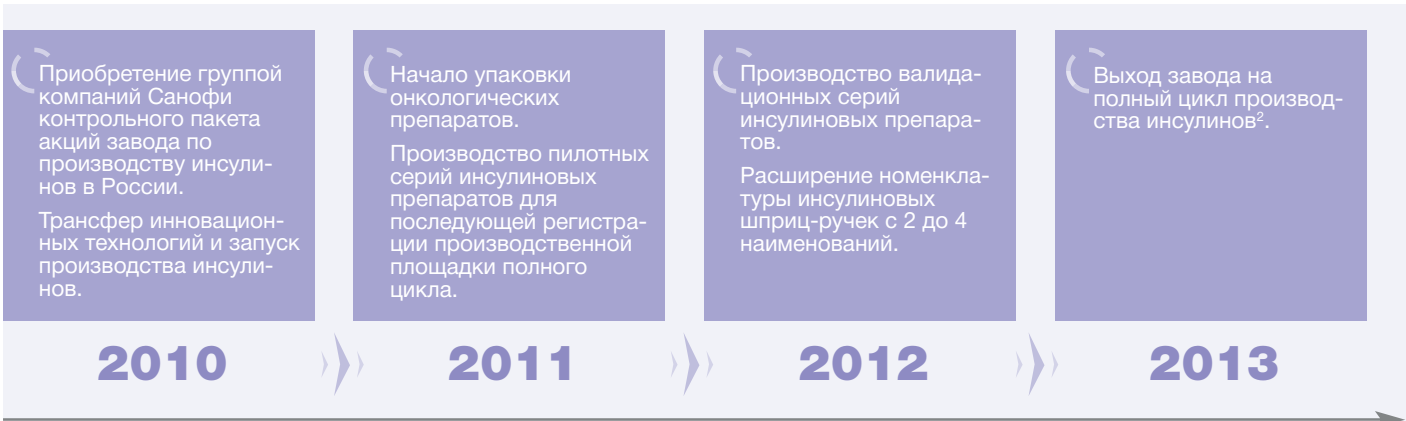 Приобретение группой
компаний Санофи
контрольного пакета
акций завода по
производству инсули-
нов в России.
Трансфер инновацион-
ных технологий и запуск
производства инсули-
нов.
2010
Начало упаковки
онкологических
препаратов.
Производство пилотных
серий инсулиновых
препаратов для
последующей регистра-
ции производственной
площадки полного
цикла.
2011
Производство валида-
ционных серий
инсулиновых препара-
тов.
Расширение номенкла-
туры инсулиновых
шприц-ручек с 2 до 4
наименований.
2012
Выход завода на
полный цикл производ-
ства инсулинов².
2013